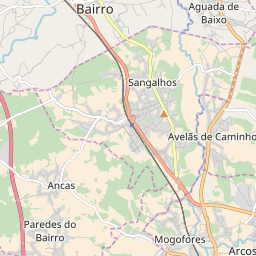 Bairro
Aguada de
Baixo
Sangalhos
Avelãs de Caminho
Ancas
Paredes do
Bairro
Mogofores
Arcos